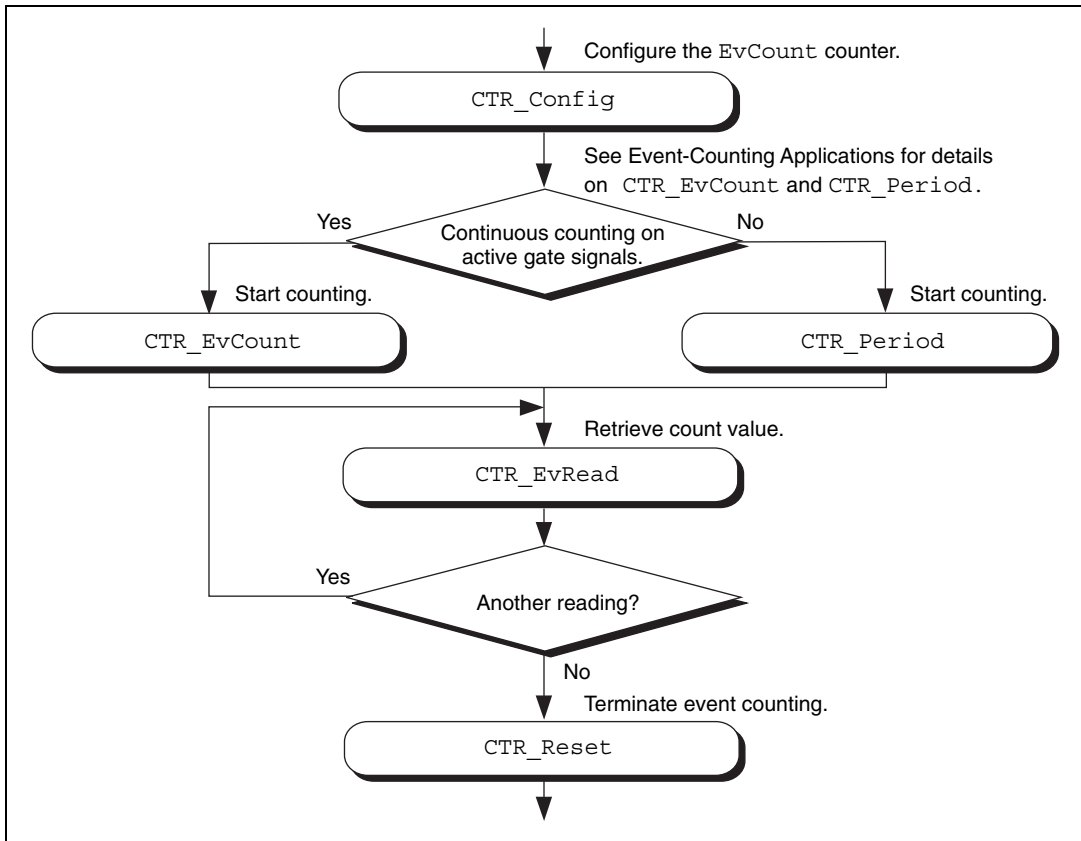 Configure the EvCount counter.
CTR_Config
See Event-Counting Applications for details
on CTR_EvCount and CTR_Period.
Yes
No
Continuous counting on
active gate signals.
Start counting.
Start counting.
CTR_EvCount
CTR_Period
Retrieve count value.
CTR_EvRead
Yes
Another reading?
No
Terminate event counting.
CTR_Reset